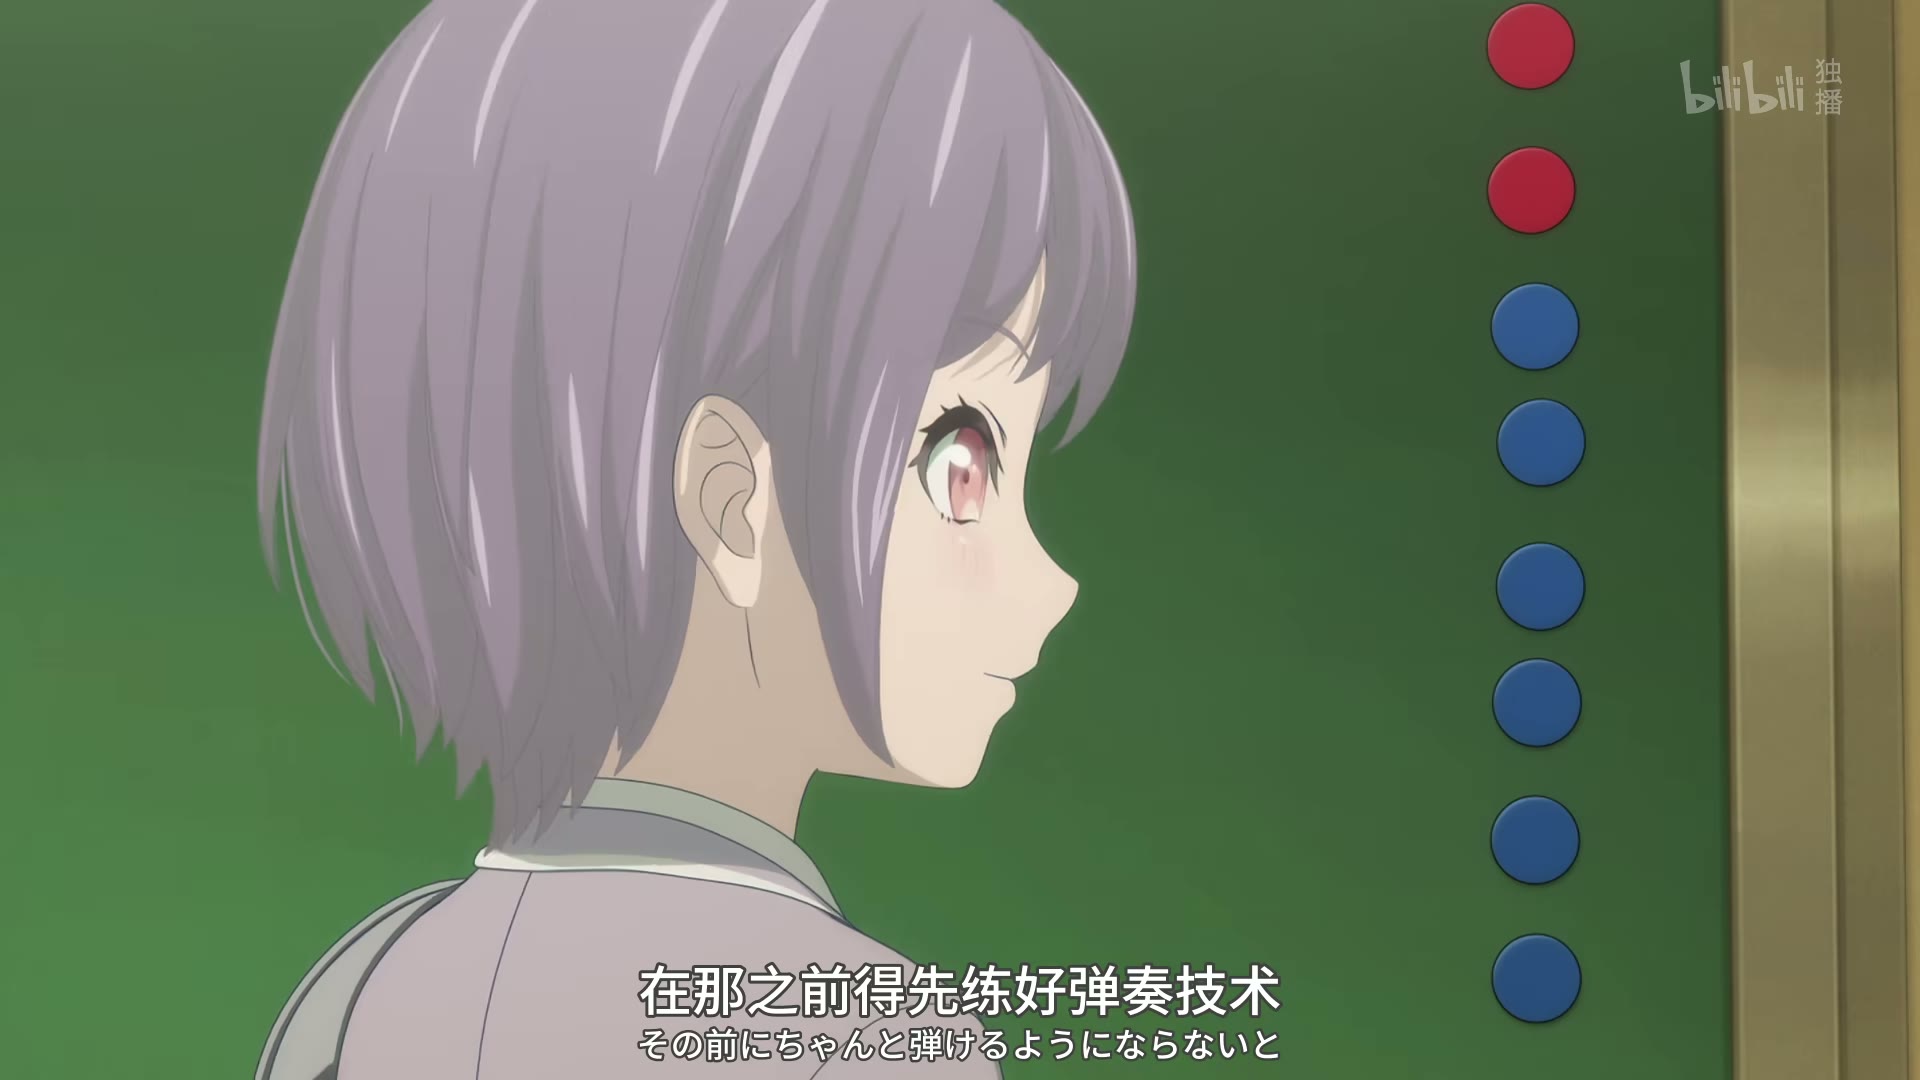 bilibili 独播
在那之前得先练好弹奏技术
その前にちゃんと弾けるようにならないと